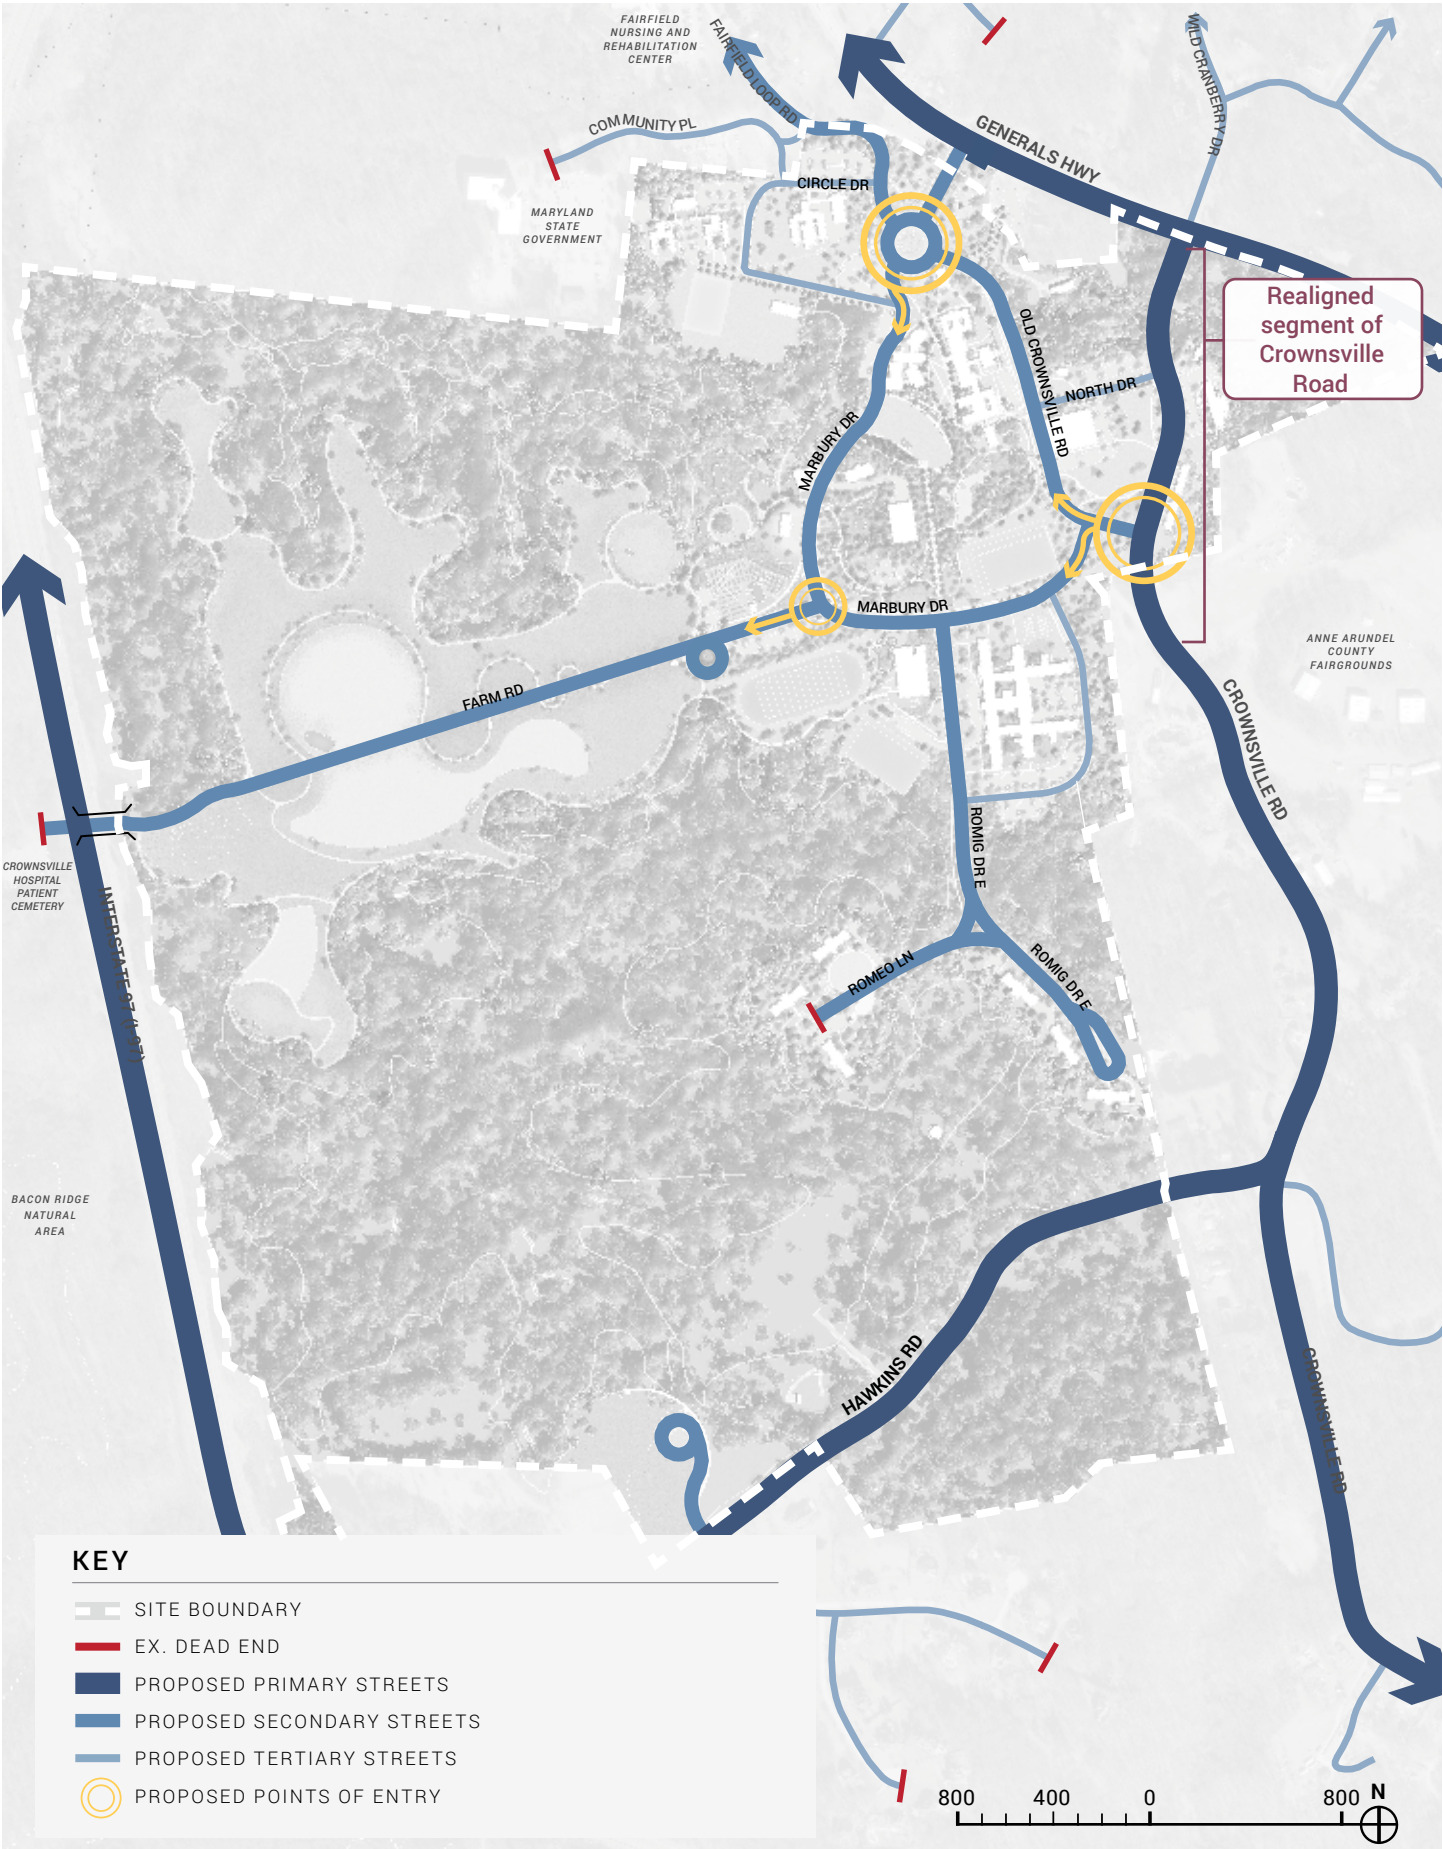 FAIRFIELD
NURSING AND
REHABILITATION
CENTER
FAIRFIELD LOOP RD
WILD CRANBERRY DR
COMMUNITY PL
GENERALS HWY
CIRCLE DR
MARYLAND
STATE
GOVERNMENT
Realigned
segment of
Crownsville
Road
OLD CROWNSVILLE RD
NORTH DR
MARBURY DR
MARBURY DR
ANNE ARUNDEL
COUNTY
FAIRGROUNDS
FARM RD
CROWNSVILLE RD
ROMIG DR E
CROWNSVILLE
HOSPITAL
PATIENT
CEMETERY
INTERSTATE 97 (I-97)
ROMEO LN
ROMIG DR E
BACON RIDGE
NATURAL
AREA
HAWKINS RD
CROWNSVILLE RD
KEY
SITE BOUNDARY
EX. DEAD END
PROPOSED PRIMARY STREETS
PROPOSED SECONDARY STREETS
PROPOSED TERTIARY STREETS
PROPOSED POINTS OF ENTRY
800 400 0 800 N